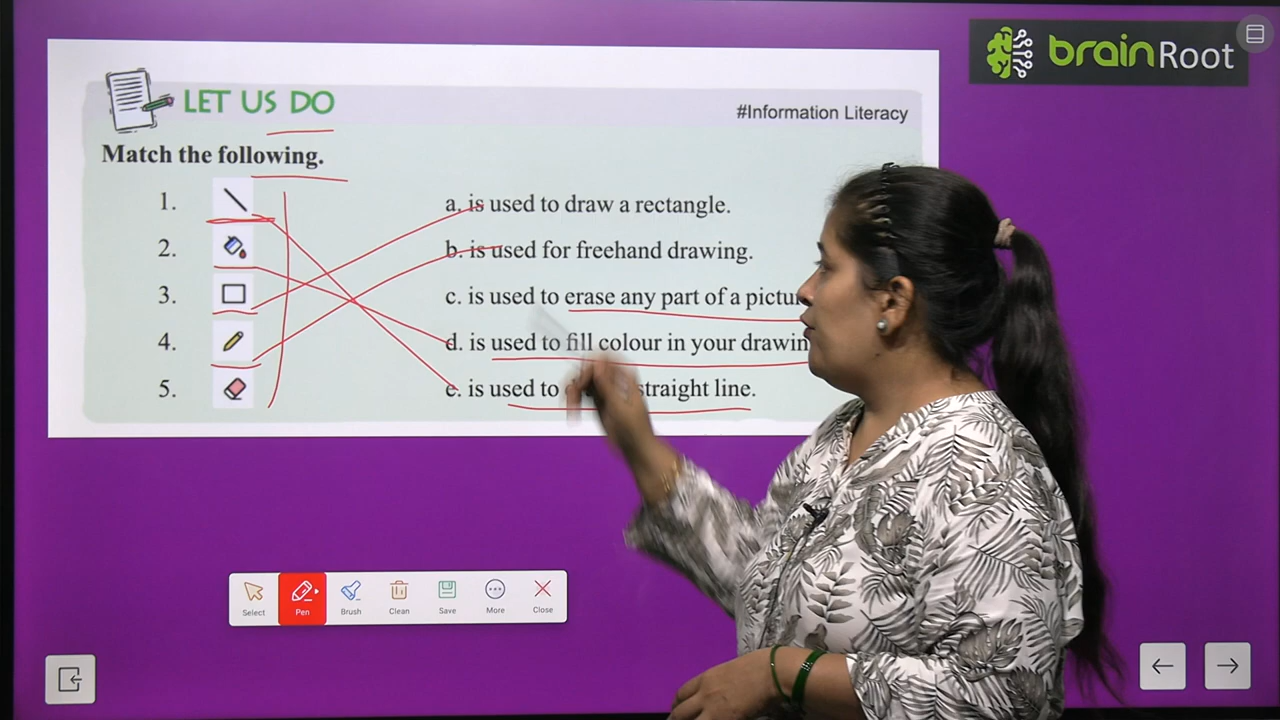 brainRoot
LET US DO
#Information Literacy
Match the following.
1.
a. is used to draw a rectangle.
2.
b. is used for freehand drawing.
3.
c. is used to erase any part of a
4.
d. is used to fill colour in your
5.
e. is used to straight line.
Select
Pen
Brush
Clean
Save
More
Close